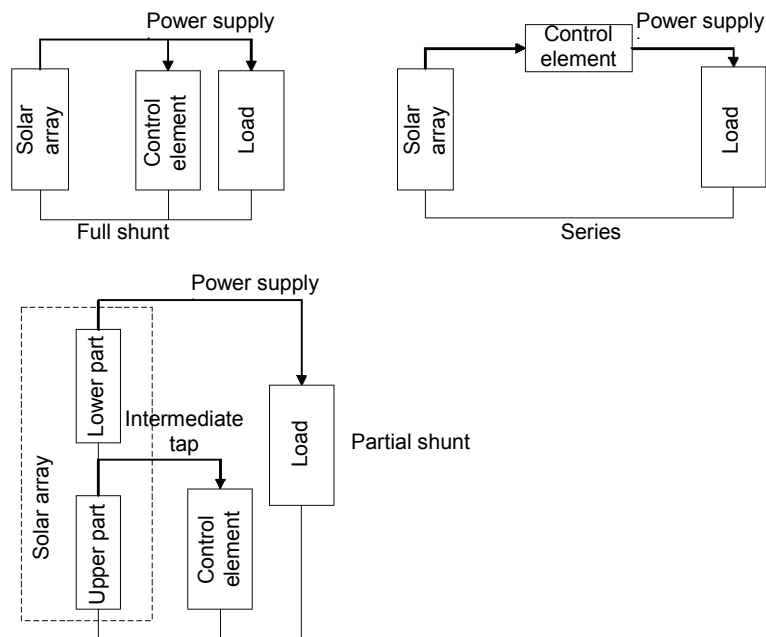 Power supply
Solar
array
Control
element
Load
Full shunt
Control
element
Power supply
Solar
array
Load
Series
Power supply
Solar array
Lower part
Intermediate
tap
Upper part
Control
element
Load
Partial shunt